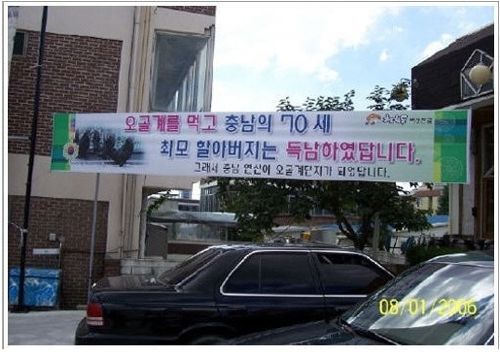 오골계를 먹고 충남의 70 세
최모 할아버지는 득남하였답니다.
그래서 충남 연산이 오골계단지가 되었답니다.
08/01/2006